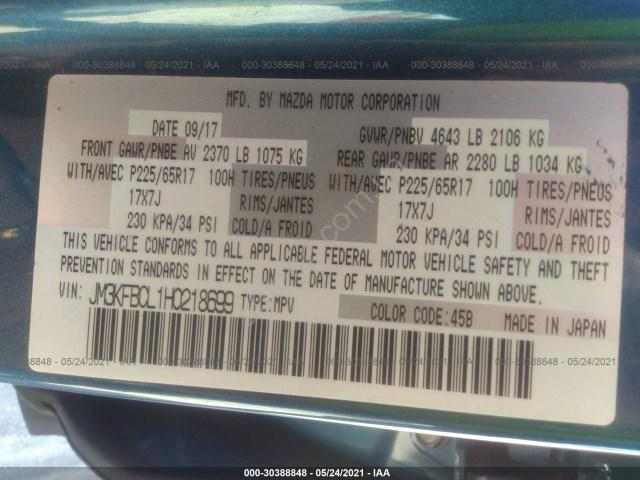 000-30388848 - 05/24/2021 - IAA
MFD. BY MAZDA MOTOR CORPORATION
DATE 09/17
GVWR/PNBV 4643 LB 2106 KG
FRONT GAWR/PNBE AV 2370 LB 1075 KG
REAR GAWR/PNBE AR 2280 LB 1034 KG
WITH/AVEC P225/65R17 100H TIRES/PNEUS
WITH/AVEC P225/65R17 100H TIRES/PNEUS
17X7J RIMS/JANTES
17X7J RIMS/JANTES
230 KPA/34 PSI COLD/A FROID
230 KPA/34 PSI COLD/A FROID
THIS VEHICLE CONFORMS TO ALL APPLICABLE FEDERAL MOTOR VEHICLE SAFETY AND THEFT
PREVENTION STANDARDS IN EFFECT ON THE DATE OF MANUFACTURE SHOWN ABOVE.
VIN: JM3KFBCL1H0218699 TYPE:MPV
COLOR CODE:45B MADE IN JAPAN
000-30388848 - 05/24/2021 - IAA